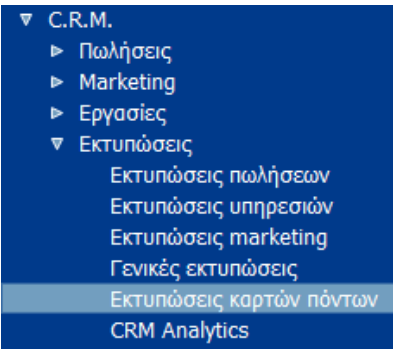 C.R.M.
Πωλήσεις
Marketing
Εργασίες
Εκτυπώσεις
Εκτυπώσεις πωλήσεων
Εκτυπώσεις υπηρεσιών
Εκτυπώσεις marketing
Γενικές εκτυπώσεις
Εκτυπώσεις καρτών πόντων
CRM Analytics